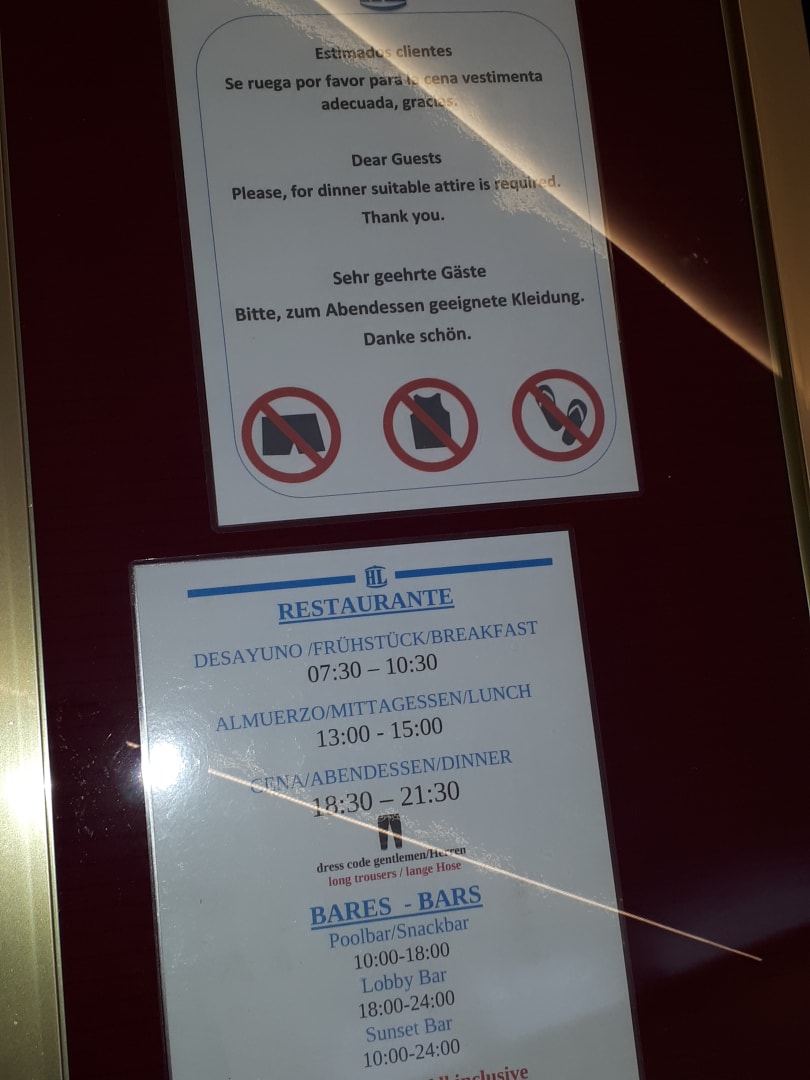 Estimados clientes
Se ruega por favor para la cena vestimenta
adecuada, gracias.
Dear Guests
Please, for dinner suitable attire is required.
Thank you.
Sehr geehrte Gäste
Bitte, zum Abendessen geeignete Kleidung.
Danke schön.
HL
RESTAURANTE
DESAYUNO /FRÜHSTÜCK/BREAKFAST
07:30 – 10:30
ALMUERZO/MITTAGESSEN/LUNCH
13:00 - 15:00
CENA/ABENDESSEN/DINNER
18:30 – 21:30
dress code gentlemen/Herren
long trousers / lange Hose
BARES - BARS
Poolbar/Snackbar
10:00-18:00
Lobby Bar
18:00-24:00
Sunset Bar
10:00-24:00
inclusive